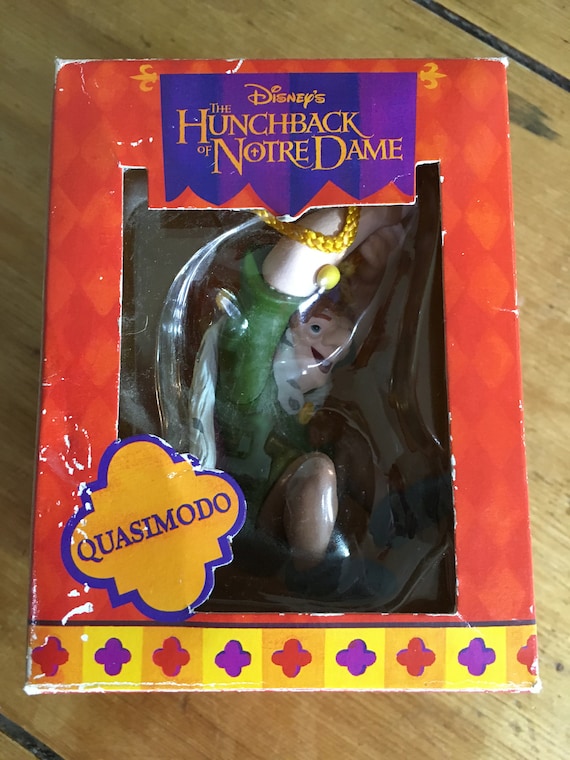 Disney's
THE
HUNCHBACK
OF NOTRE DAME
QUASIMODO